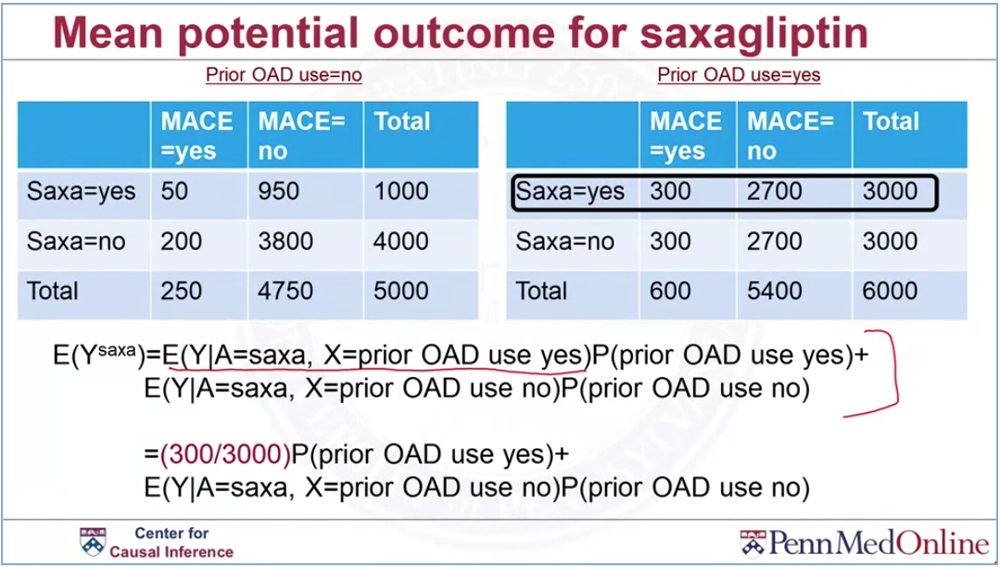 Mean potential outcome for saxagliptin
Prior OAD use=no
MACE =yes MACE= no Total
Saxa=yes 50 950 1000
Saxa=no 200 3800 4000
Total 250 4750 5000
Prior OAD use=yes
MACE =yes MACE= no Total
Saxa=yes 300 2700 3000
Saxa=no 300 2700 3000
Total 600 5400 6000
E(Yˢᵃˣᵃ)=E(Y|A=saxa, X=prior OAD use yes)P(prior OAD use yes)+
E(Y|A=saxa, X=prior OAD use no)P(prior OAD use no)
=(300/3000)P(prior OAD use yes)+
E(Y|A=saxa, X=prior OAD use no)P(prior OAD use no)
Center for
Causal Inference
PennMedOnline